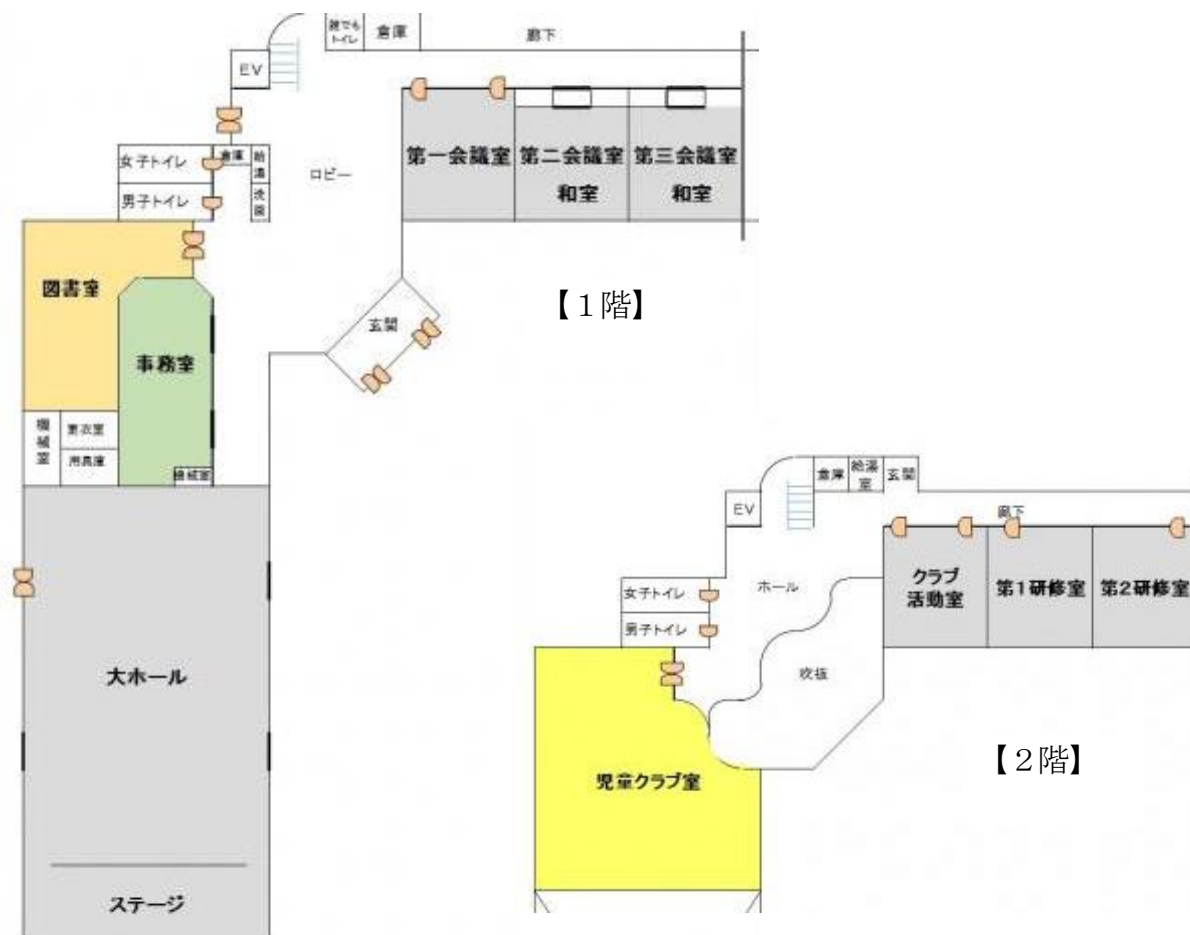 誰でも
トイレ
倉庫
廊下
EV
女子トイレ
倉庫
給湯
男子トイレ
洗面
ロビー
第一会議室
第二会議室
和室
第三会議室
和室
図書室
事務室
玄関
【1階】
機械室
更衣室
用具庫
機械室
大ホール
ステージ
倉庫
給湯室
玄関
EV
廊下
女子トイレ
男子トイレ
ホール
クラブ
活動室
第1研修室
第2研修室
吹抜
児童クラブ室
【2階】